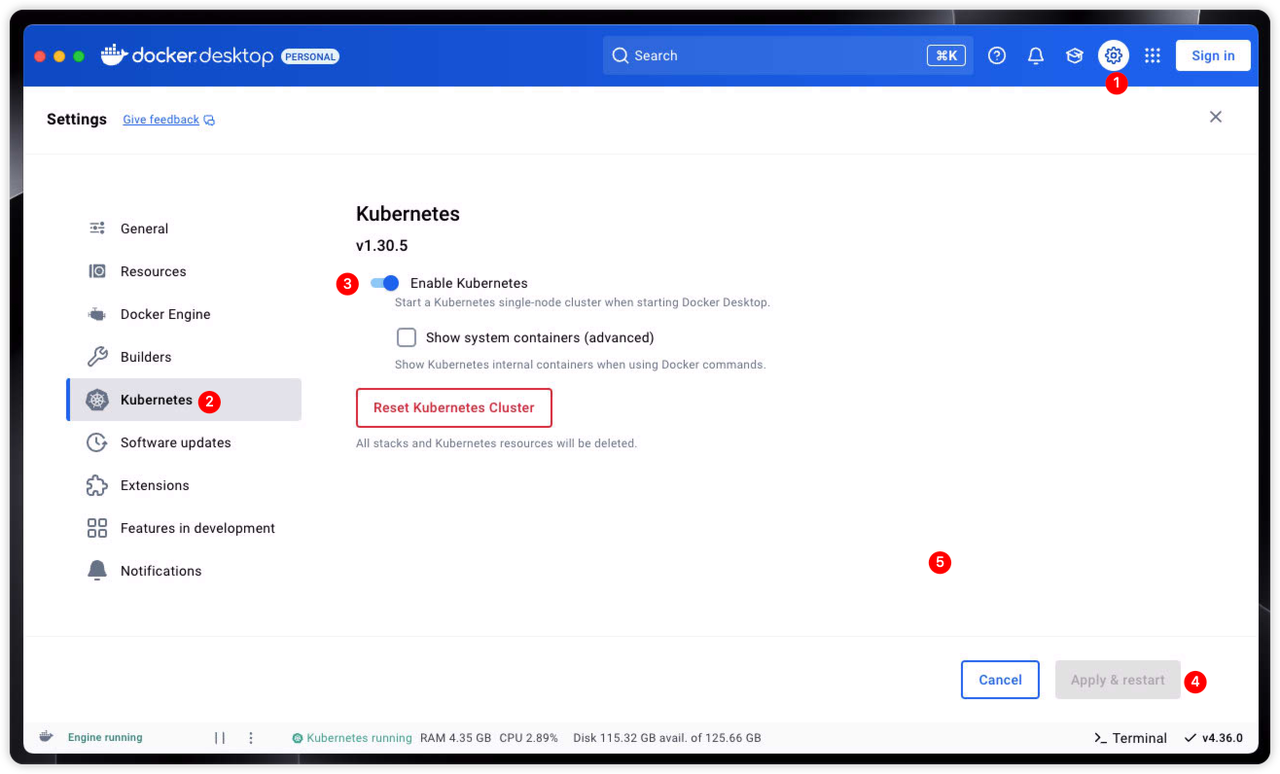 docker.desktop PERSONAL Search ⌘K Sign in
1
Settings Give feedback
General
Resources
Docker Engine
Builders
Kubernetes 2
Software updates
Extensions
Features in development
Notifications
Kubernetes
v1.30.5
3 Enable Kubernetes
Start a Kubernetes single-node cluster when starting Docker Desktop.
Show system containers (advanced)
Show Kubernetes internal containers when using Docker commands.
Reset Kubernetes Cluster
All stacks and Kubernetes resources will be deleted.
5
Cancel Apply & restart 4
Engine running Kubernetes running RAM 4.35 GB CPU 2.89% Disk 115.32 GB avail. of 125.66 GB Terminal v4.36.0